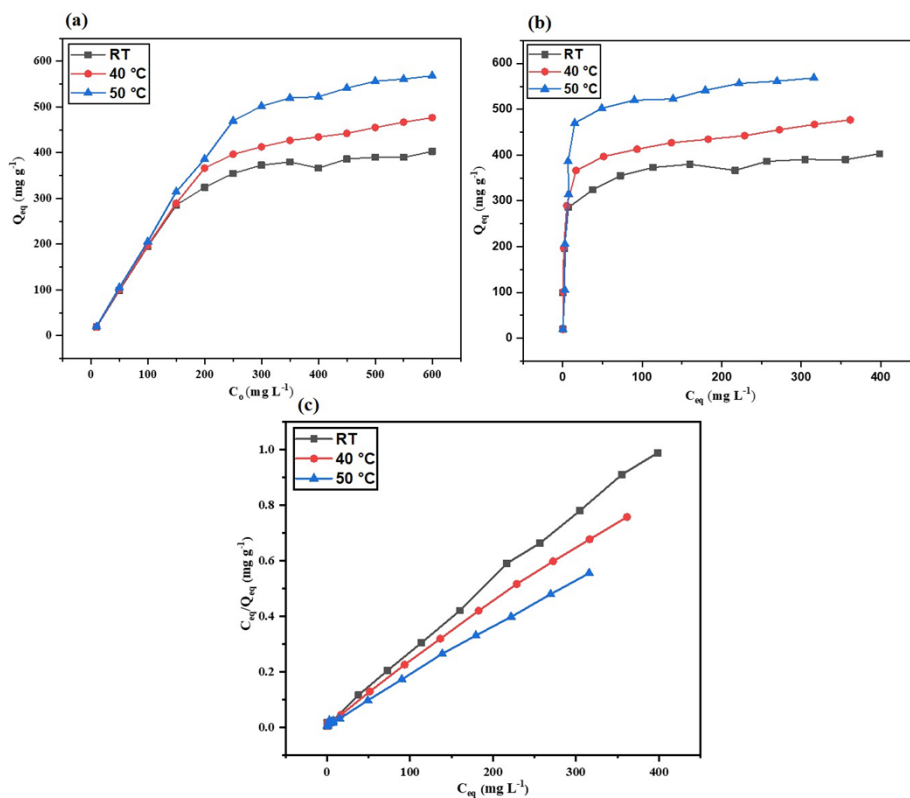 (a)
RT
40 °C
50 °C
600
500
400
300
200
100
0
Qeq (mg g-1)
0 100 200 300 400 500 600
Co (mg L-1)
(b)
RT
40 °C
50 °C
600
500
400
300
200
100
0
Qeq (mg g-1)
0 100 200 300 400
Ceq (mg L-1)
(c)
RT
40 °C
50 °C
1.0
0.8
0.6
0.4
0.2
0.0
Ceq/Qeq (mg g-1)
0 100 200 300 400
Ceq (mg L-1)